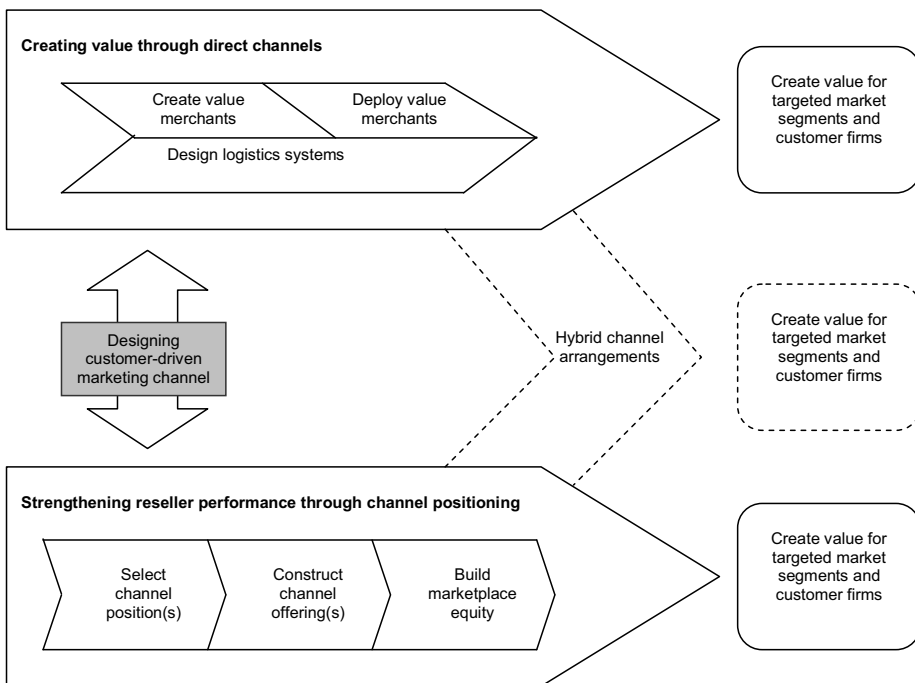 Creating value through direct channels
Create value
merchants
Deploy value
merchants
Design logistics systems
Create value for
targeted market
segments and
customer firms
Designing
customer-driven
marketing channel
Hybrid channel
arrangements
Create value for
targeted market
segments and
customer firms
Strengthening reseller performance through channel positioning
Select
channel
position(s)
Construct
channel
offering(s)
Build
marketplace
equity
Create value for
targeted market
segments and
customer firms